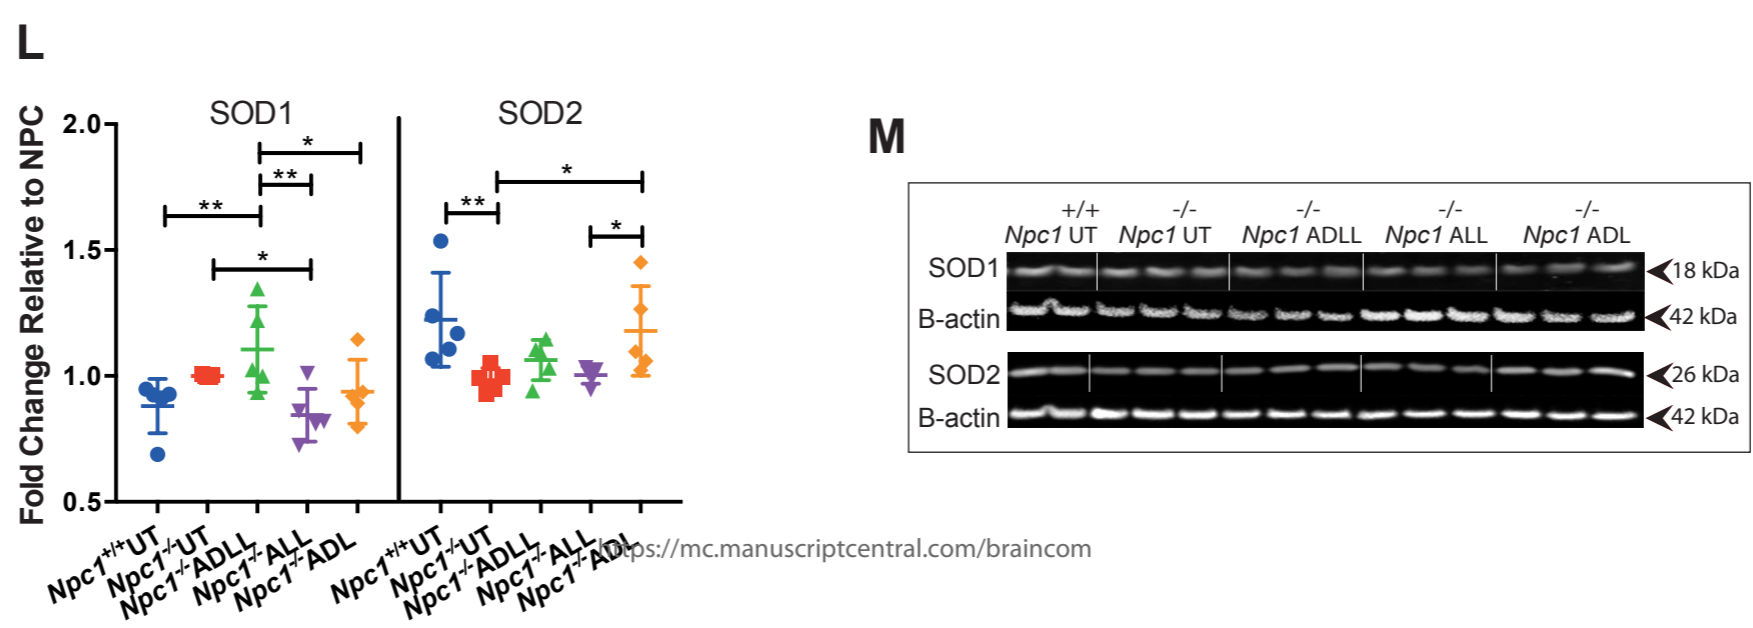 L
SOD1 SOD2
Fold Change Relative to NPC
2.0
1.5
1.0
0.5
* ** ** *
* ** *
Npc1+/+UT
Npc1-/-UT
Npc1-/-ADLL
Npc1-/-ALL
Npc1-/-ADL
Npc1+/+UT
Npc1-/-UT
Npc1-/-ADLL
Npc1-/-ALL
Npc1-/-ADL
https://mc.manuscriptcentral.com/braincom
M
+/+ -/- -/- -/- -/-
Npc1 UT Npc1 UT Npc1 ADLL Npc1 ALL Npc1 ADL
SOD1 18 kDa
B-actin 42 kDa
SOD2 26 kDa
B-actin 42 kDa